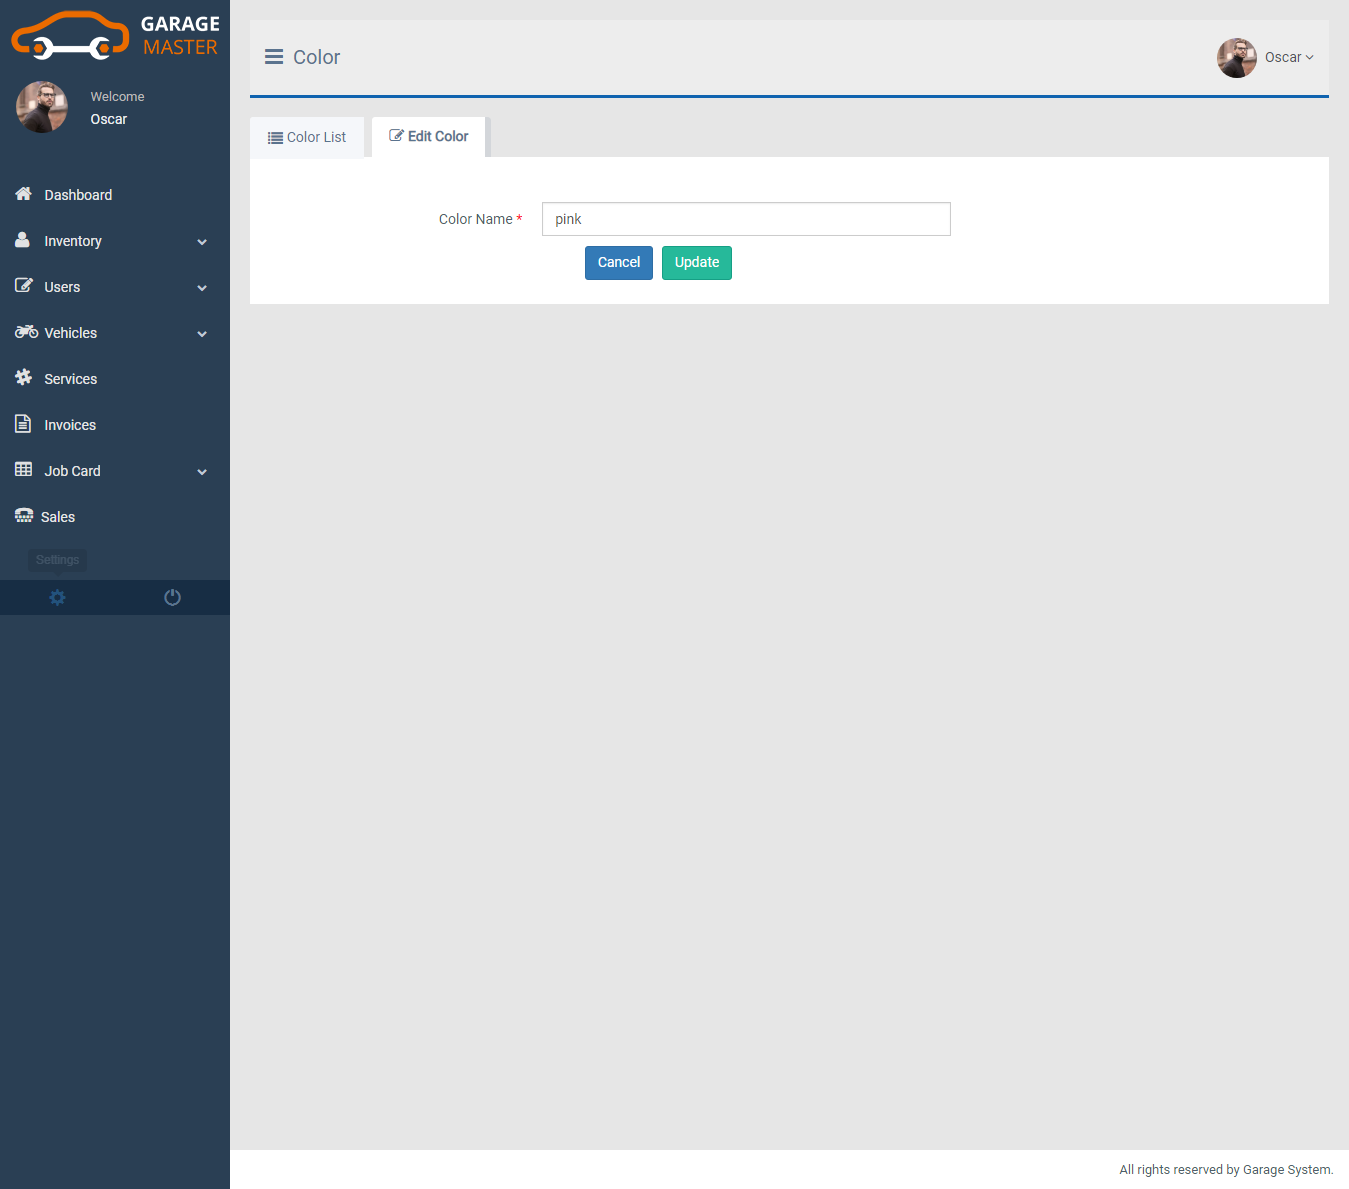 GARAGE
MASTER
Welcome
Oscar
Dashboard
Inventory
Users
Vehicles
Services
Invoices
Job Card
Sales
Settings
Color
Oscar
Color List
Edit Color
Color Name *
pink
Cancel
Update
All rights reserved by Garage System.